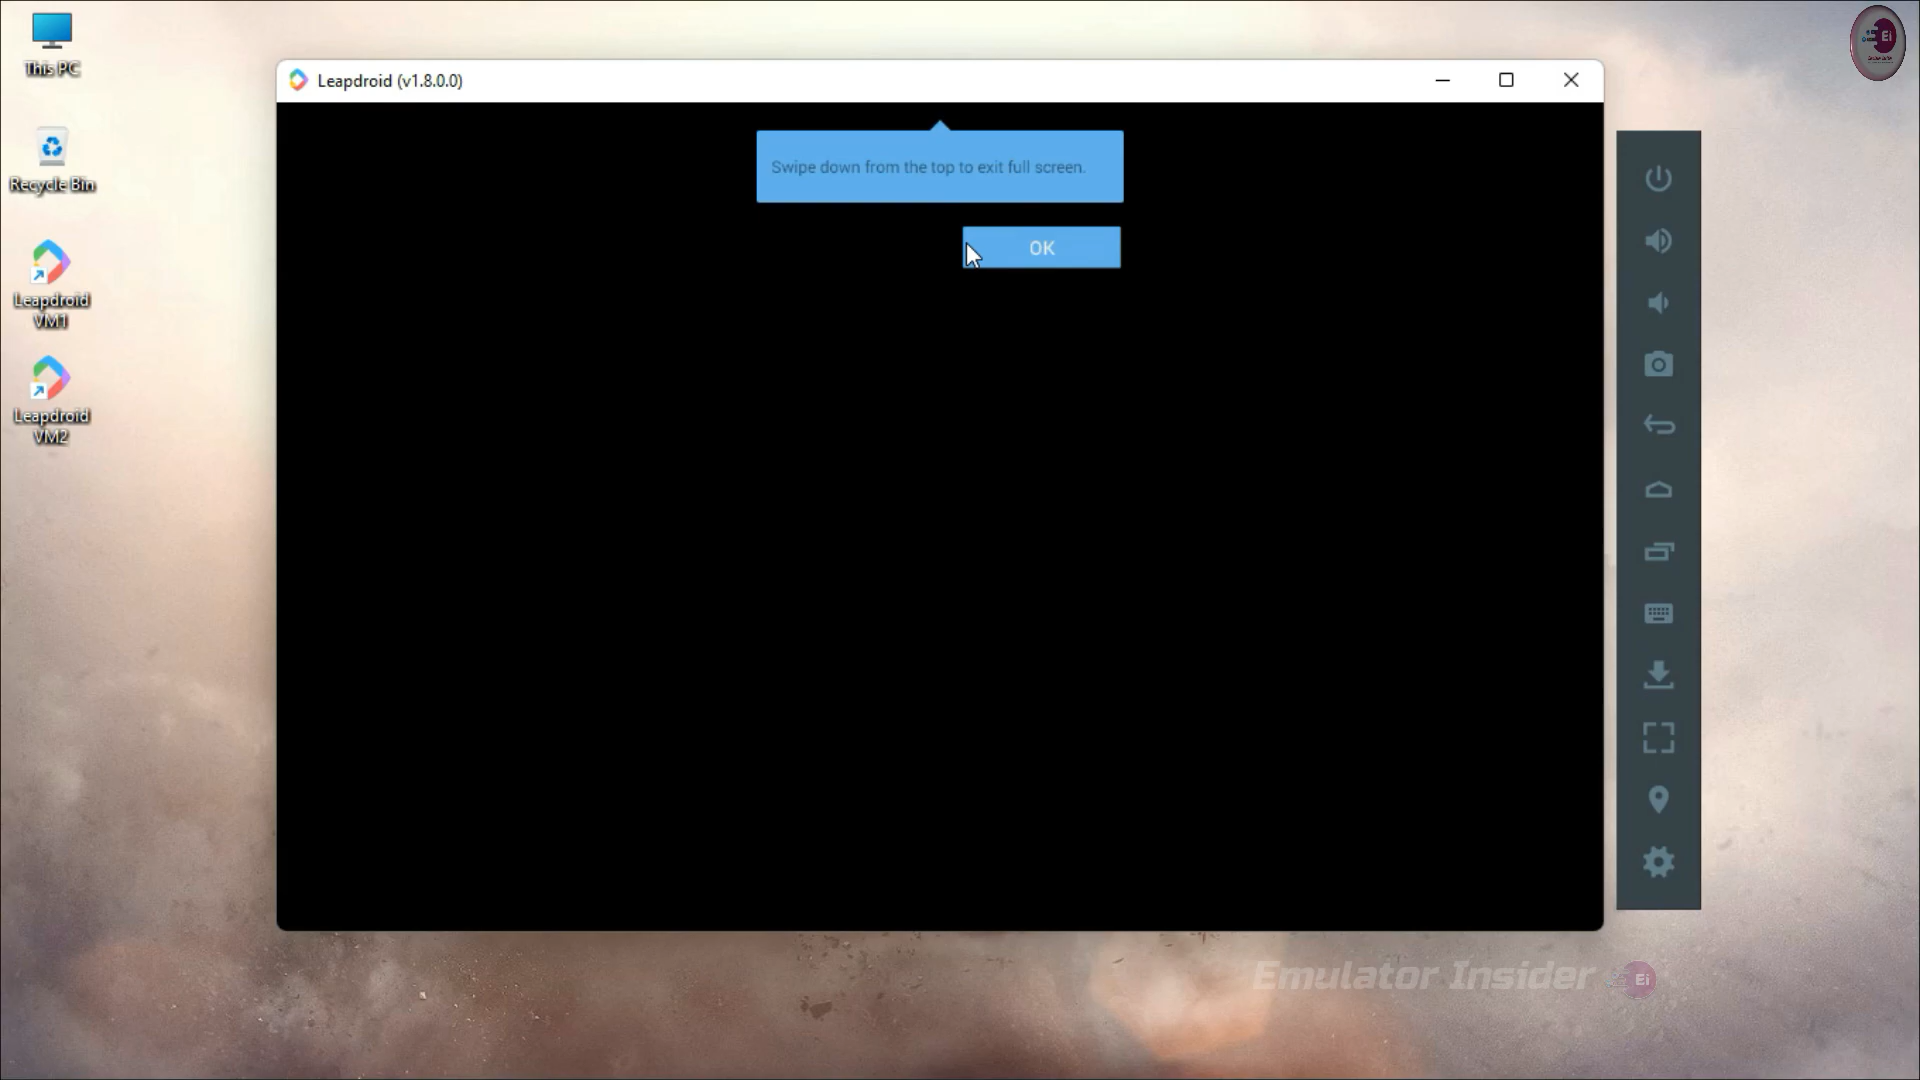 This PC
Recycle Bin
Leapdroid
VM1
Leapdroid
VM2
Leapdroid (v1.8.0.0)
Swipe down from the top to exit full screen.
OK
Ei
Emulator Insider
Ei